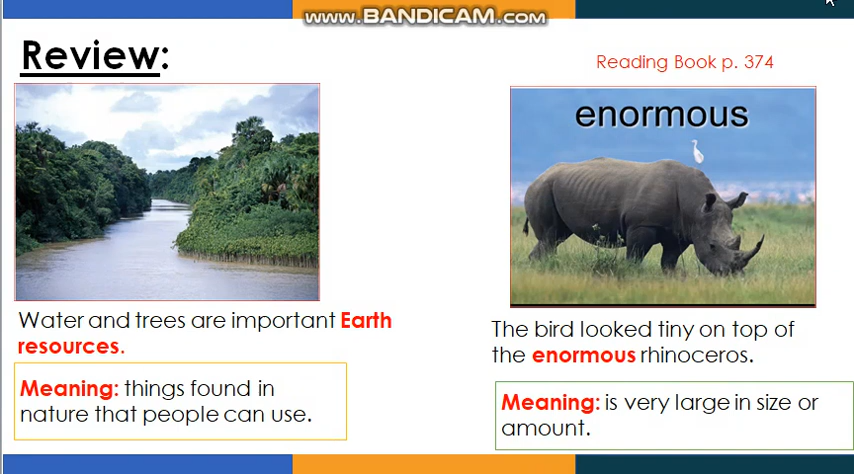 www.BANDICAM.com
Review:
Reading Book p. 374
enormous
Water and trees are important Earth
resources.
Meaning: things found in
nature that people can use.
The bird looked tiny on top of
the enormous rhinoceros.
Meaning: is very large in size or
amount.